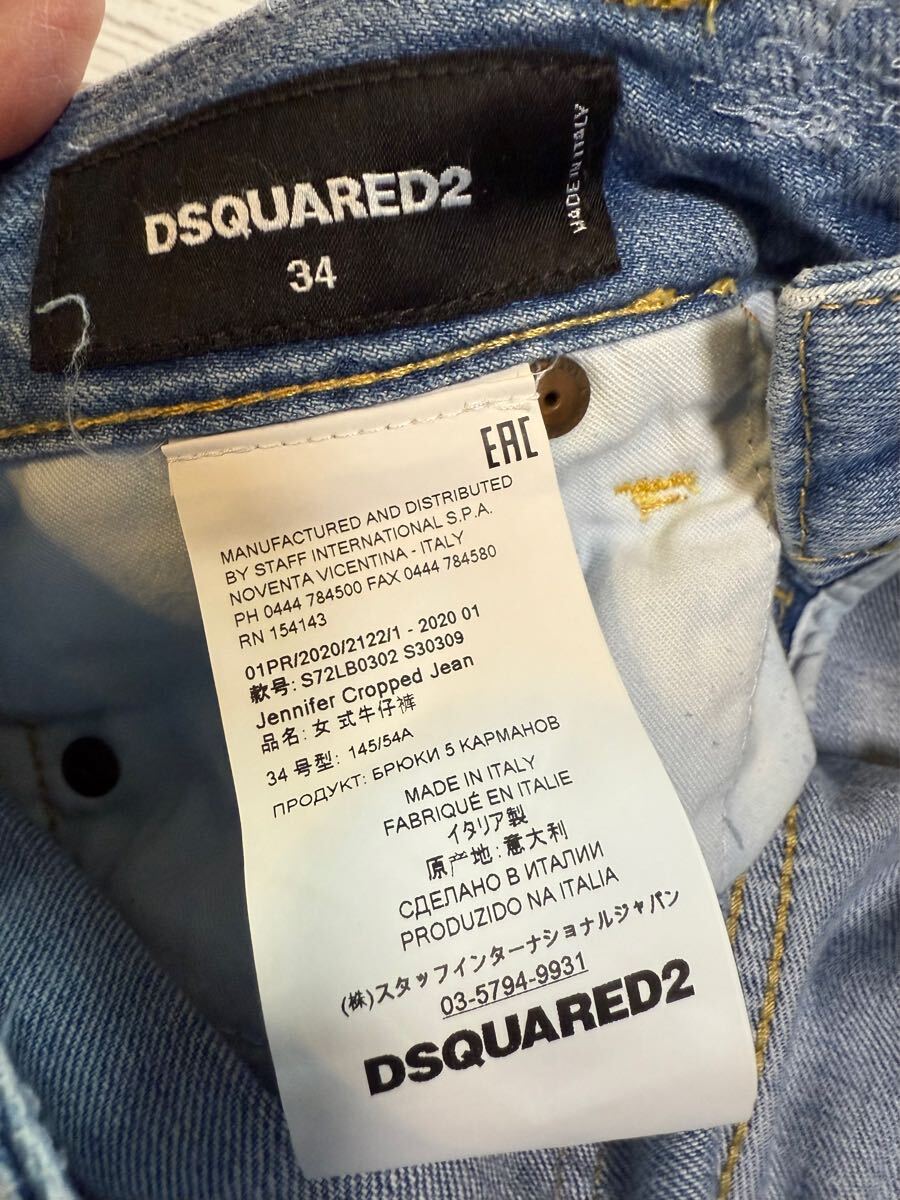 DSQUARED2
34
MADE IN ITALY
EAC
MANUFACTURED AND DISTRIBUTED
BY STAFF INTERNATIONAL S.P.A.
NOVENTA VICENTINA - ITALY
PH 0444 784500 FAX 0444 784580
RN 154143
01PR/2020/2122/1 - 2020 01
款号: S72LB0302 S30309
Jennifer Cropped Jean
品名: 女式牛仔裤
34 号型: 145/54A
ПРОДУКТ: БРЮКИ 5 КАРМАНОВ
MADE IN ITALY
FABRIQUÉ EN ITALIE
イタリア製
原产地: 意大利
СДЕЛАНО В ИТАЛИИ
PRODUZIDO NA ITALIA
(株)スタッフインターナショナルジャパン
03-5794-9931
DSQUARED2